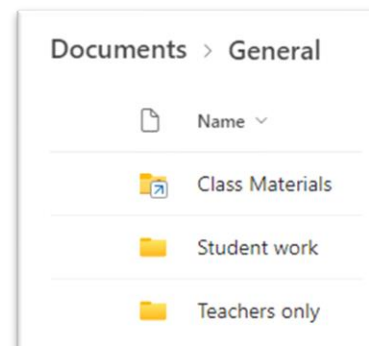 Documents > General
Name
Class Materials
Student work
Teachers only